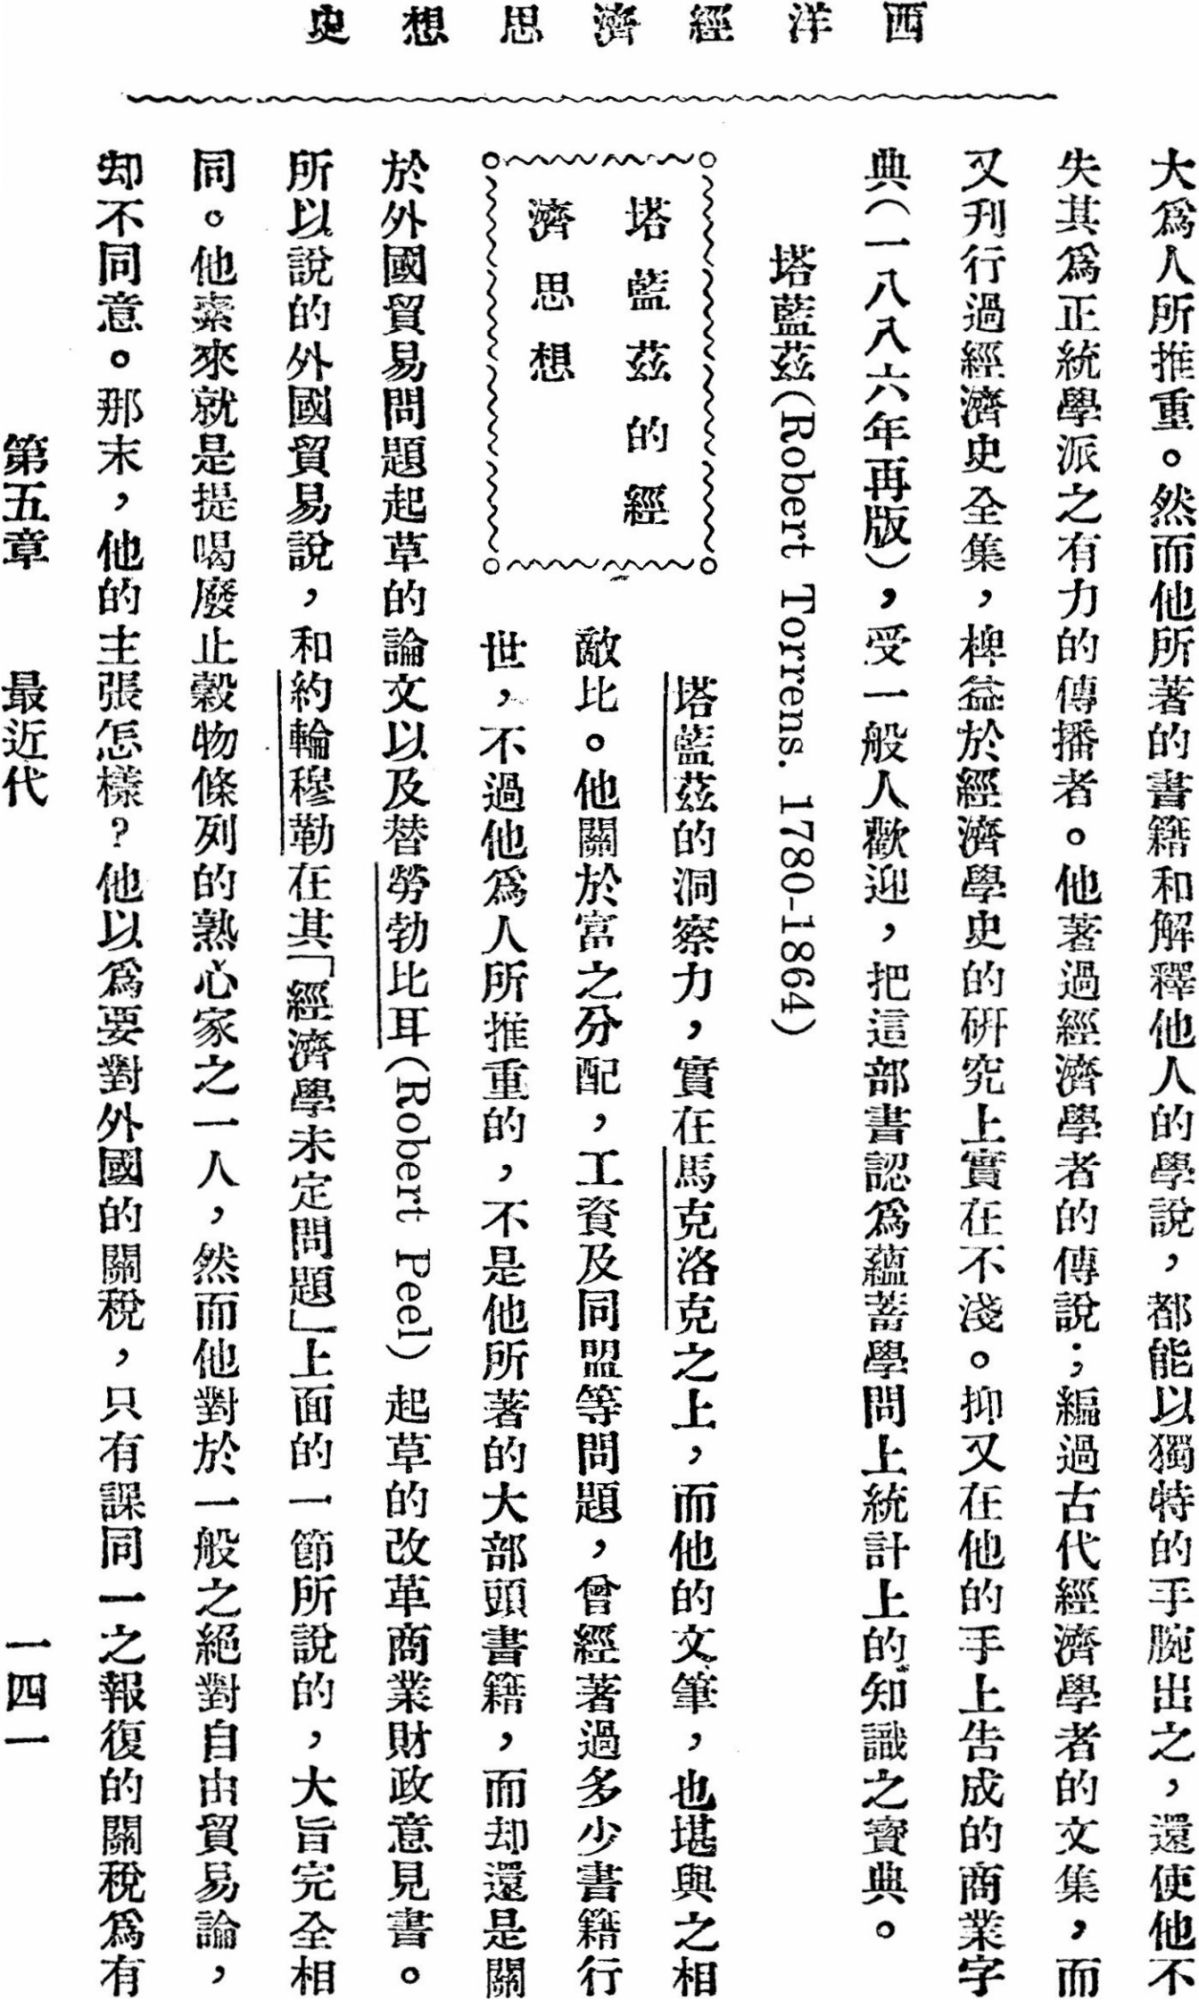 西洋經濟思想史
大爲人所推重。然而他所著的書籍和解釋他人的學說，都能以獨特的手腕出之，還使他不
失其爲正統學派之有力的傳播者。他著過經濟學者的傳說；編過古代經濟學者的文集，而
又刊行過經濟史全集，椑益於經濟學史的研究上實在不淺。抑又在他的手上告成的商業字
典（一八八六年再版），受一般人歡迎，把這部書認爲蘊蓄學問上統計上的知識之寶典。
塔藍茲(Robert Torrens. 1780-1864)
塔藍茲的經
濟思想
塔藍茲的洞察力，實在馬克洛克之上，而他的文筆，也堪與之相
敵比。他關於富之分配，工資及同盟等問題，曾經著過多少書籍行
世，不過他爲人所推重的，不是他所著的大部頭書籍，而却還是關
於外國貿易問題起草的論文以及替勞勃比耳(Robert Peel)起草的改革商業財政意見書。
所以說的外國貿易說，和約輪穆勒在其「經濟學未定問題」上面的一節所說的，大旨完全相
同。他素來就是提喝廢止穀物條列的熟心家之一人，然而他對於一般之絕對自由貿易論，
却不同意。那末，他的主張怎樣？他以爲要對外國的關稅，只有課同一之報復的關稅爲有
第五章　最近代　一四一